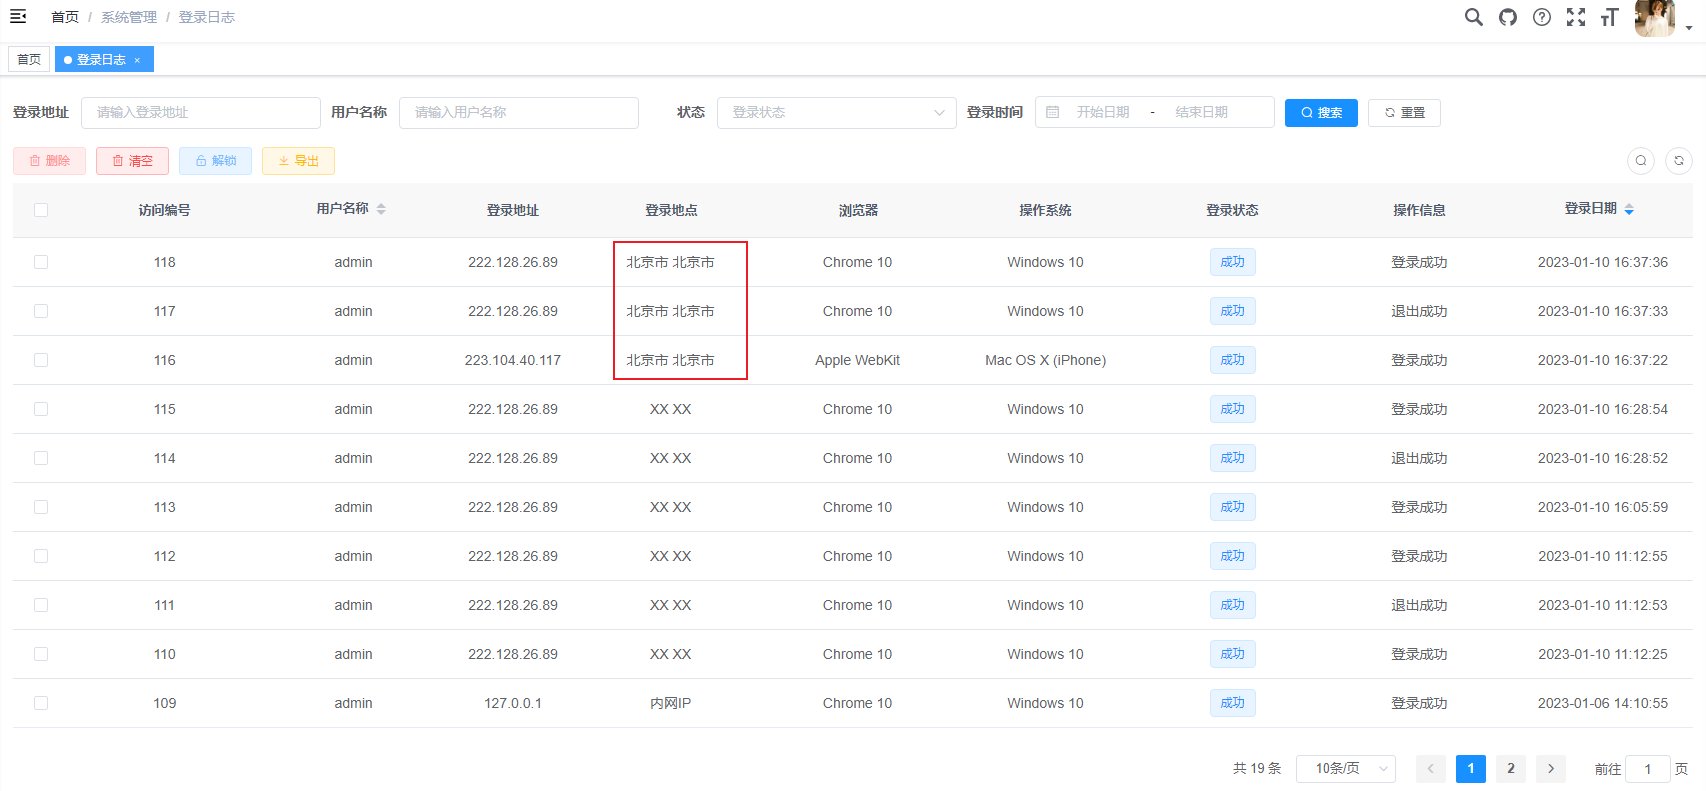 首页 / 系统管理 / 登录日志
首页 登录日志 ×
登录地址 请输入登录地址 用户名称 请输入用户名称 状态 登录状态 登录时间 开始日期 - 结束日期 搜索 重置
删除 清空 解锁 导出
访问编号 用户名称 登录地址 登录地点 浏览器 操作系统 登录状态 操作信息 登录日期
118 admin 222.128.26.89 北京市 北京市 Chrome 10 Windows 10 成功 登录成功 2023-01-10 16:37:36
117 admin 222.128.26.89 北京市 北京市 Chrome 10 Windows 10 成功 退出成功 2023-01-10 16:37:33
116 admin 223.104.40.117 北京市 北京市 Apple WebKit Mac OS X (iPhone) 成功 登录成功 2023-01-10 16:37:22
115 admin 222.128.26.89 XX XX Chrome 10 Windows 10 成功 登录成功 2023-01-10 16:28:54
114 admin 222.128.26.89 XX XX Chrome 10 Windows 10 成功 退出成功 2023-01-10 16:28:52
113 admin 222.128.26.89 XX XX Chrome 10 Windows 10 成功 登录成功 2023-01-10 16:05:59
112 admin 222.128.26.89 XX XX Chrome 10 Windows 10 成功 登录成功 2023-01-10 11:12:55
111 admin 222.128.26.89 XX XX Chrome 10 Windows 10 成功 退出成功 2023-01-10 11:12:53
110 admin 222.128.26.89 XX XX Chrome 10 Windows 10 成功 登录成功 2023-01-10 11:12:25
109 admin 127.0.0.1 内网IP Chrome 10 Windows 10 成功 登录成功 2023-01-06 14:10:55
共 19 条 10条/页 < 1 2 > 前往 1 页